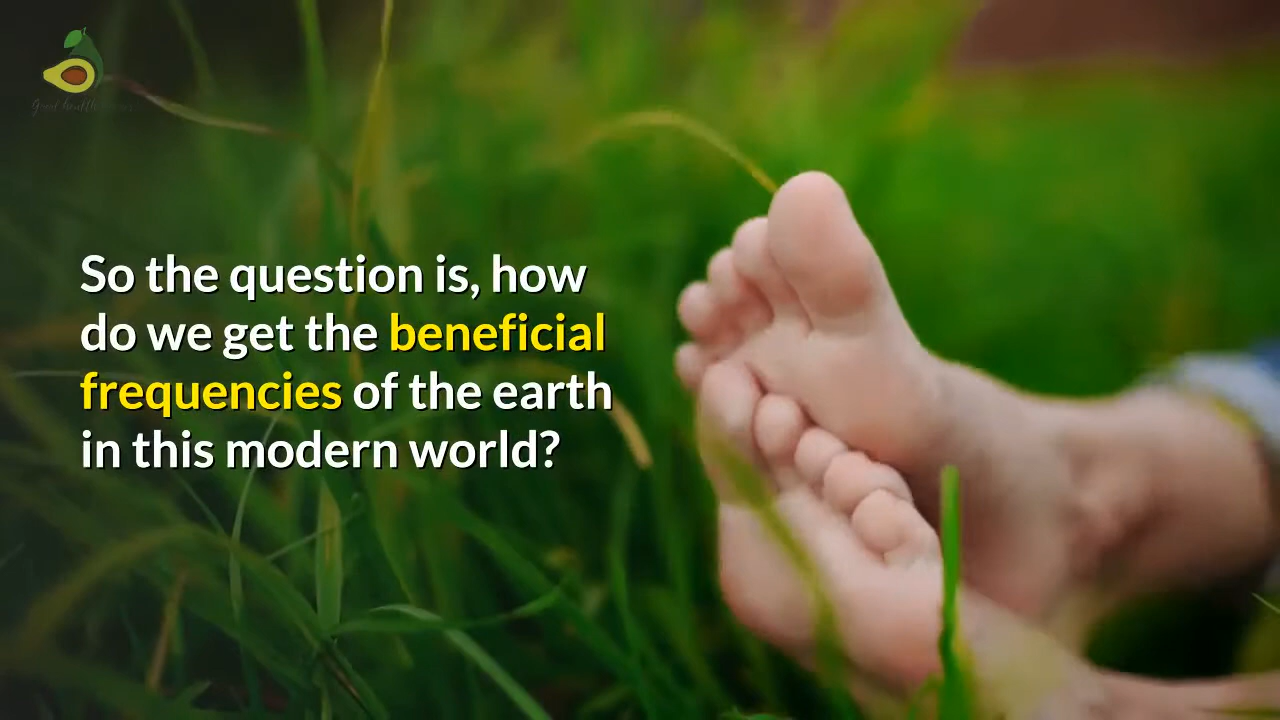 So the question is, how
do we get the beneficial
frequencies of the earth
in this modern world?